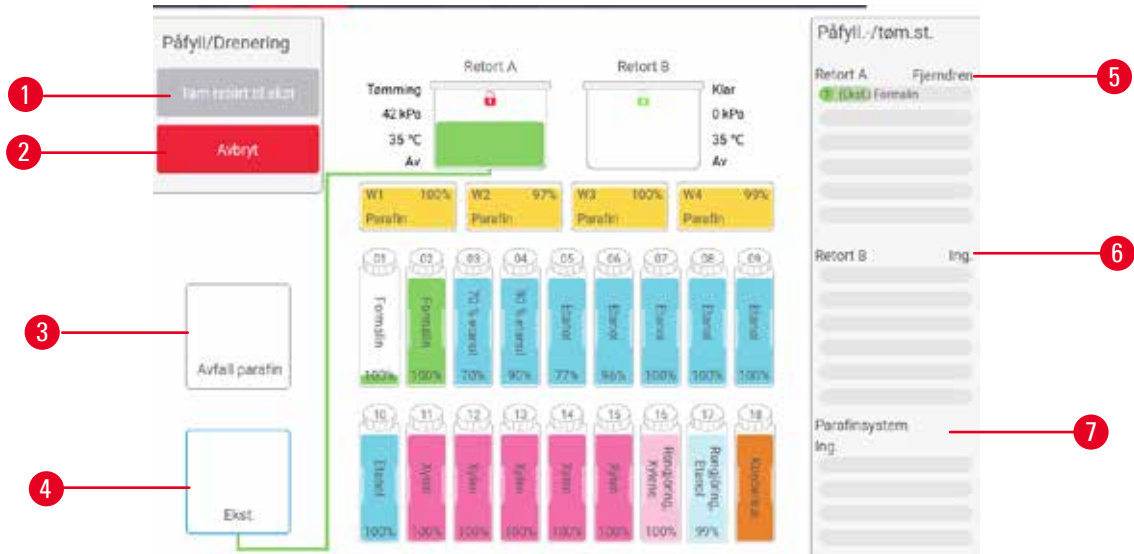 Påfyll/Drenering
Tøm retort til ekst
Avbryt
Avfall parafin
Ekst.
Retort A
Tømming
42 kPa
35 °C
Av
Retort B
Klar
0 kPa
35 °C
Av
W1 100%
Parafin
W2 97%
Parafin
W3 100%
Parafin
W4 99%
Parafin
01 Formalin 100%
02 Formalin 100%
03 70 % etanol 70%
04 90 % etanol 90%
05 Etanol 77%
06 Etanol 96%
07 Etanol 100%
08 Etanol 100%
09 Etanol 100%
10 Etanol 100%
11 Xylen 100%
12 Xylen 100%
13 Xylen 100%
14 Xylen 100%
15 Xylen 100%
16 Rengjøring, Xylene 100%
17 Rengjøring, Etanol 99%
18 Konsentrat
Påfyll.-/tøm.st.
Retort A Fjerndren
(Ekst) Formalin
Retort B Ing.
Parafinsystem
Ing.
1
2
3
4
5
6
7